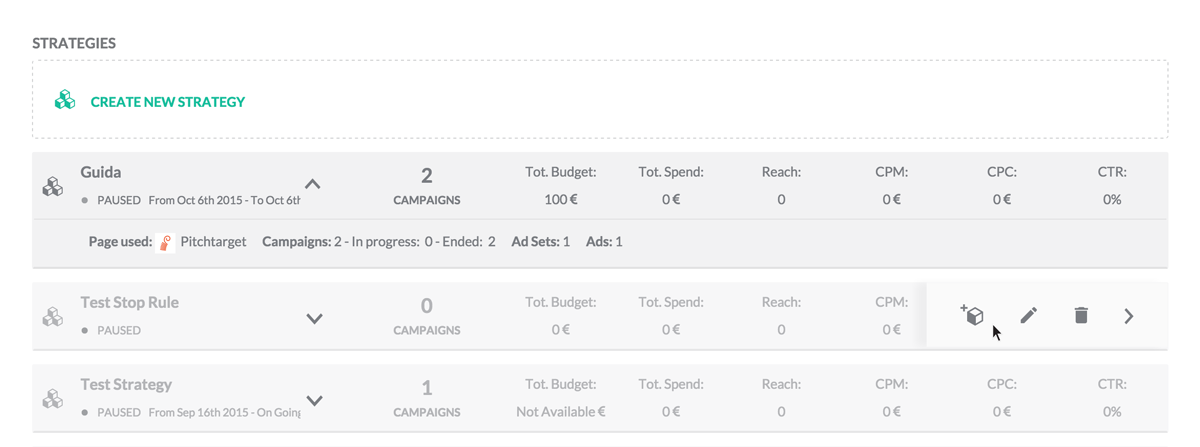 STRATEGIES
CREATE NEW STRATEGY
Guida 2 Tot. Budget: Tot. Spend: Reach: CPM: CPC: CTR:
PAUSED From Oct 6th 2015 - To Oct 6th CAMPAIGNS 100 € 0 € 0 0 € 0 € 0%
Page used: Pitchtarget Campaigns: 2 - In progress: 0 - Ended: 2 Ad Sets: 1 Ads: 1
Test Stop Rule 0 Tot. Budget: Tot. Spend: Reach: CPM:
PAUSED CAMPAIGNS 0 € 0 € 0 0 €
Test Strategy 1 Tot. Budget: Tot. Spend: Reach: CPM: CPC: CTR:
PAUSED From Sep 16th 2015 - On Going CAMPAIGNS Not Available € 0 € 0 0 € 0 € 0%